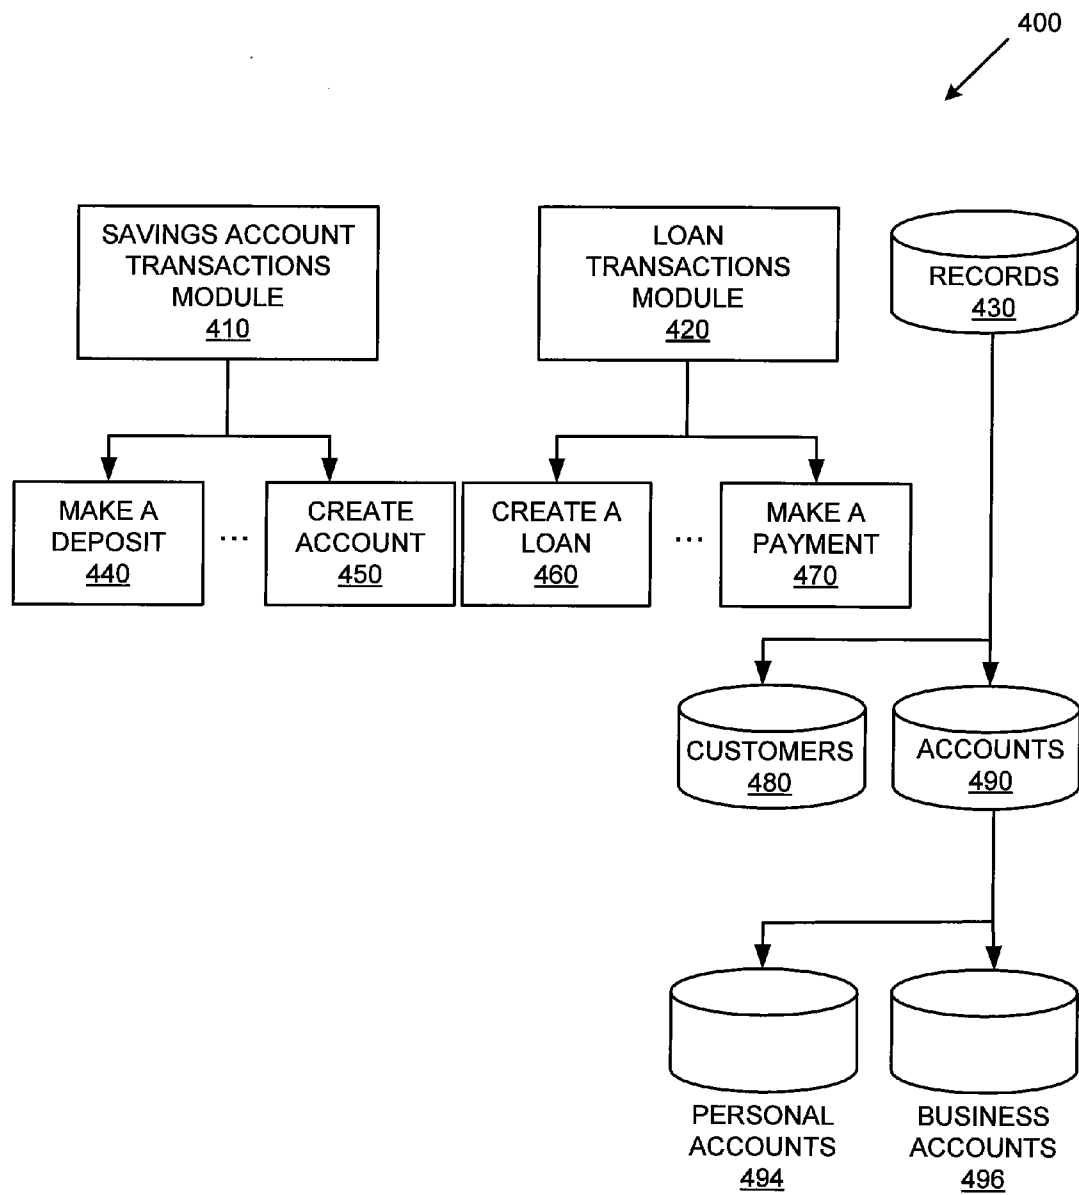 400
SAVINGS ACCOUNT
TRANSACTIONS
MODULE
410
LOAN
TRANSACTIONS
MODULE
420
RECORDS
430
MAKE A
DEPOSIT
440
...
CREATE
ACCOUNT
450
CREATE A
LOAN
460
...
MAKE A
PAYMENT
470
CUSTOMERS
480
ACCOUNTS
490
PERSONAL
ACCOUNTS
494
BUSINESS
ACCOUNTS
496